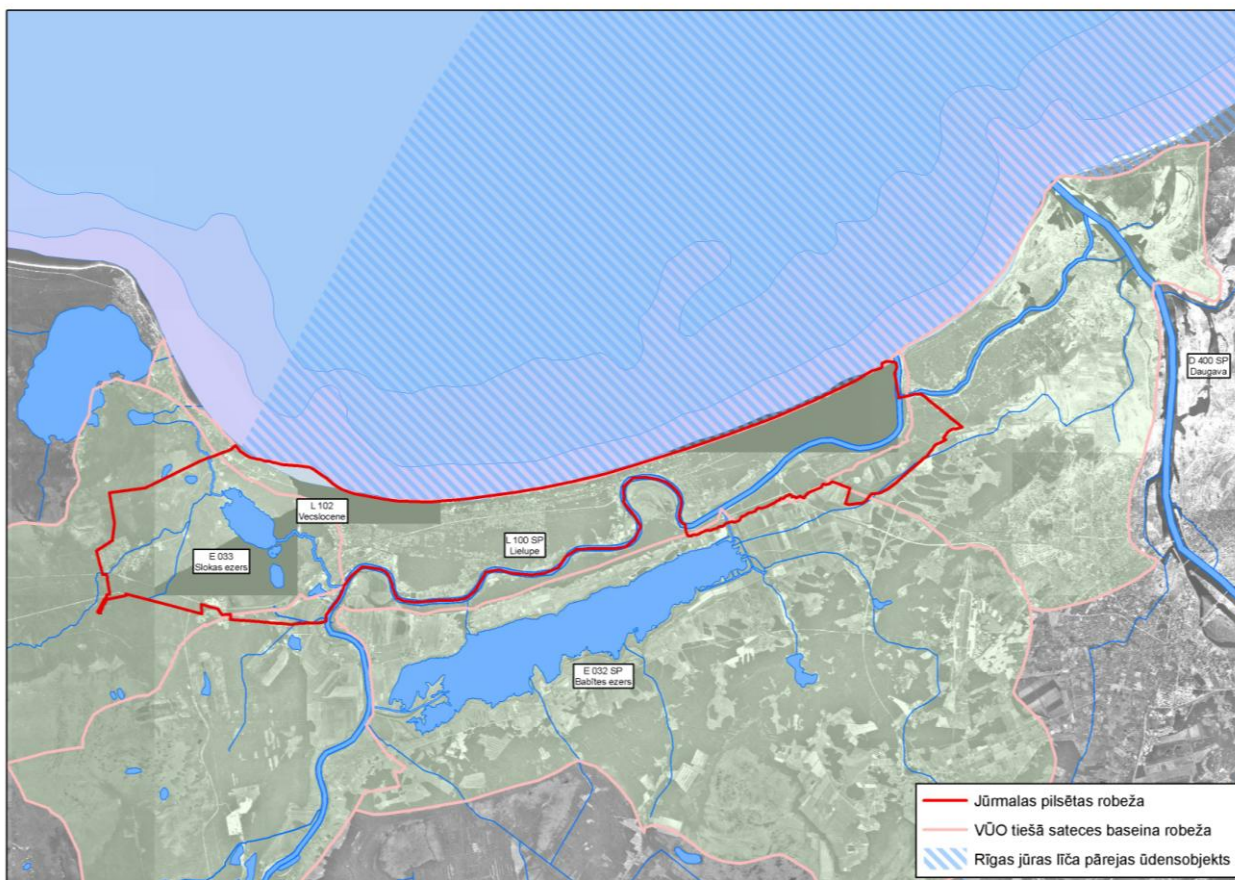 D 400 SP
Daugava
L 102
Vecslocene
L 100 SP
Lielupe
E 033
Slokas ezers
E 032 SP
Babītes ezers
Jūrmalas pilsētas robeža
VŪO tiešā sateces baseina robeža
Rīgas jūras līča pārejas ūdensobjekts